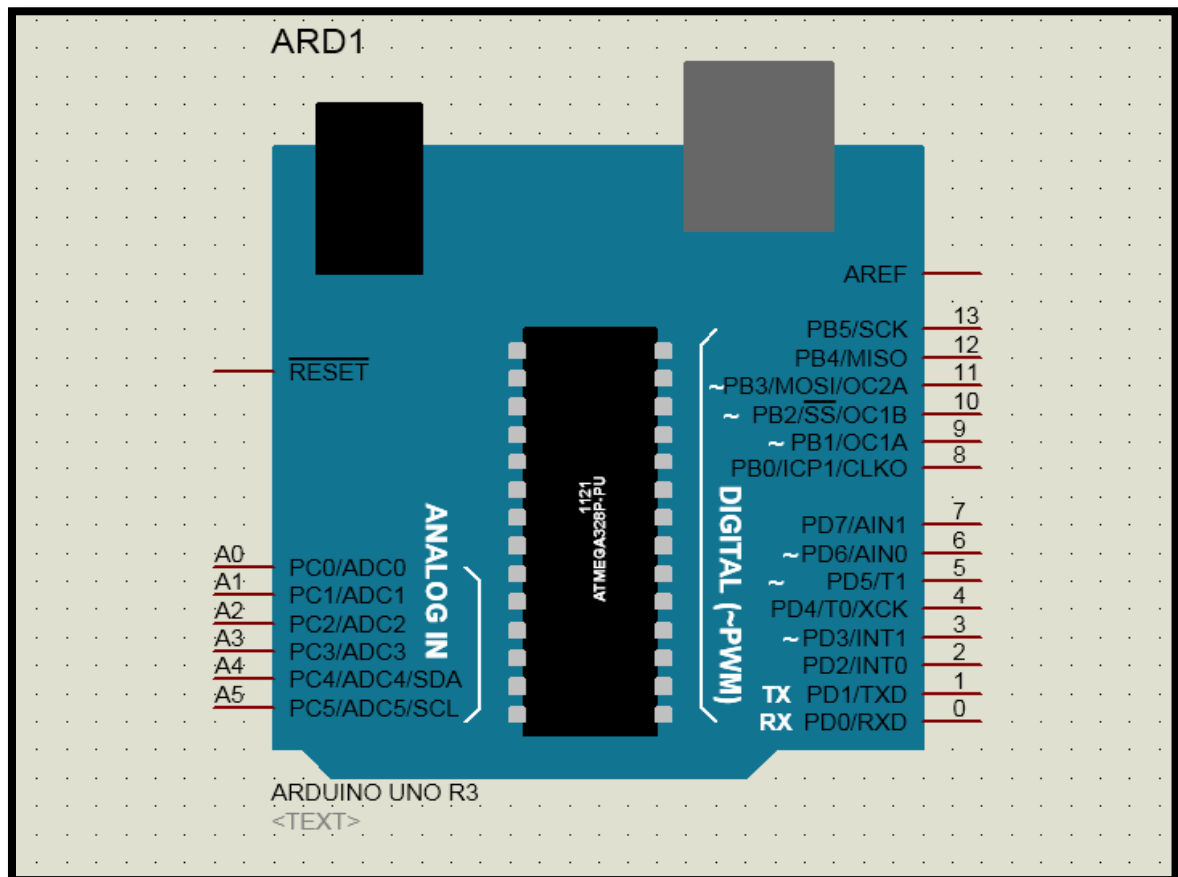 ARD1
AREF
RESET
PB5/SCK 13
PB4/MISO 12
~PB3/MOSI/OC2A 11
~ PB2/SS/OC1B 10
~ PB1/OC1A 9
PB0/ICP1/CLKO 8
PD7/AIN1 7
~PD6/AIN0 6
~ PD5/T1 5
PD4/T0/XCK 4
~PD3/INT1 3
PD2/INT0 2
TX PD1/TXD 1
RX PD0/RXD 0
DIGITAL (~PWM)
1121
ATMEGA328P-PU
ANALOG IN
A0 PC0/ADC0
A1 PC1/ADC1
A2 PC2/ADC2
A3 PC3/ADC3
A4 PC4/ADC4/SDA
A5 PC5/ADC5/SCL
ARDUINO UNO R3
<TEXT>